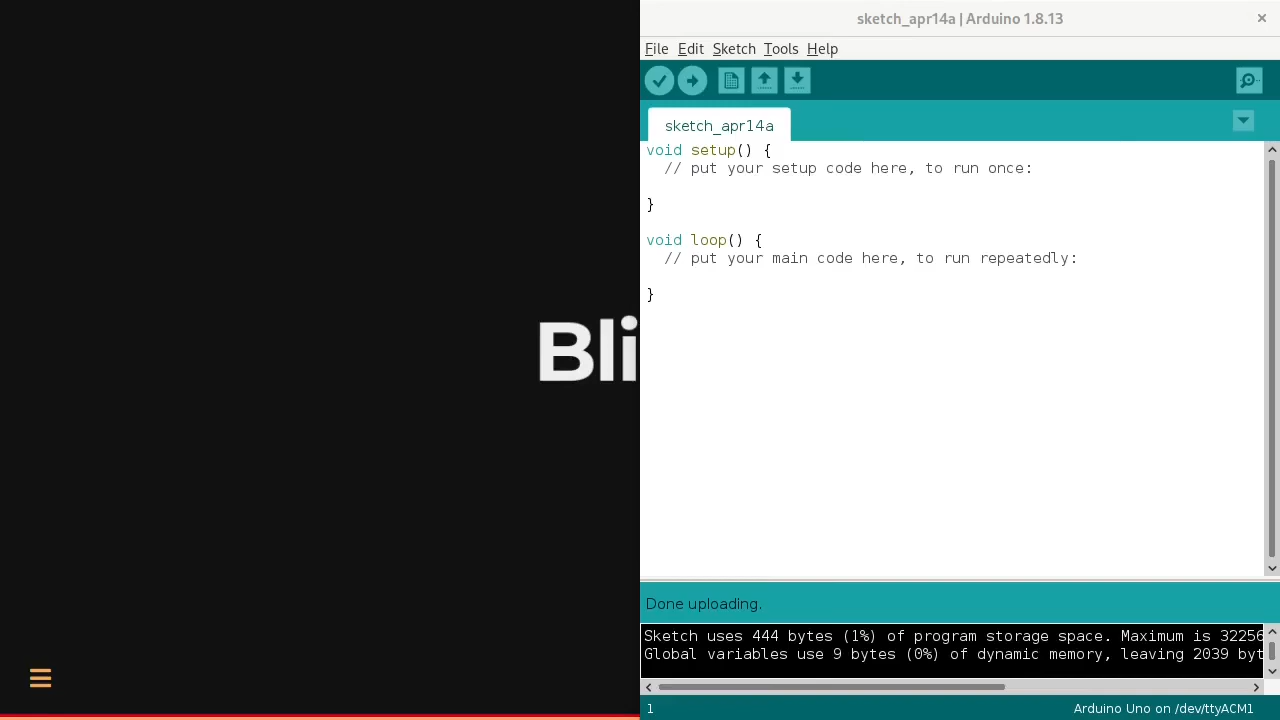 Bli
sketch_apr14a | Arduino 1.8.13
File Edit Sketch Tools Help
sketch_apr14a
void setup() {
  // put your setup code here, to run once:
}
void loop() {
  // put your main code here, to run repeatedly:
}
Done uploading.
Sketch uses 444 bytes (1%) of program storage space. Maximum is 32256
Global variables use 9 bytes (0%) of dynamic memory, leaving 2039 byt
1
Arduino Uno on /dev/ttyACM1